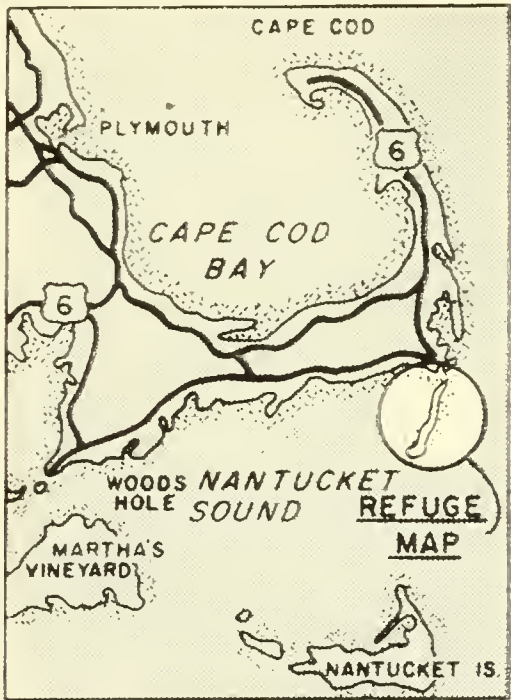 CAPE COD
PLYMOUTH
6
CAPE COD
BAY
6
WOODS
HOLE
NANTUCKET
SOUND
REFUGE
MAP
MARTHA'S
VINEYARD
NANTUCKET IS.